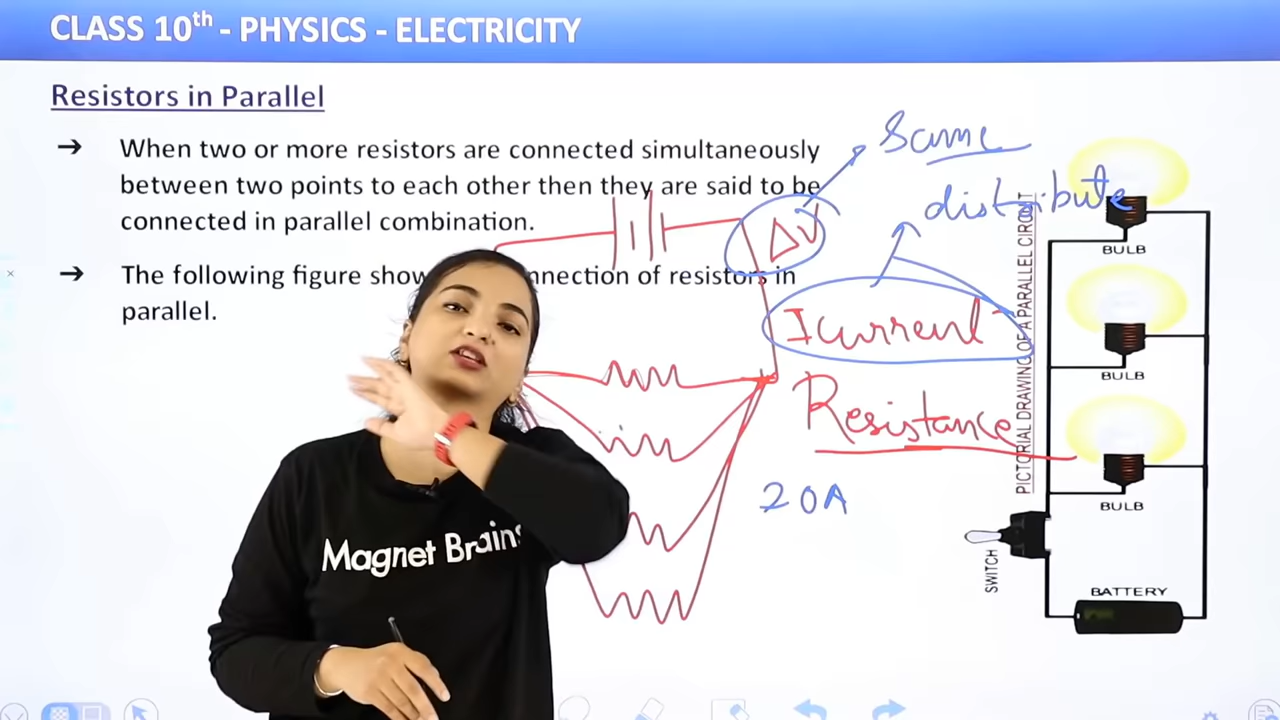 CLASS 10th - PHYSICS - ELECTRICITY
Resistors in Parallel
➔ When two or more resistors are connected simultaneously
between two points to each other then they are said to be
connected in parallel combination.
➔ The following figure nnection of resistors in
parallel.
Same
distribute
ΔV
I current
Resistance
20A
Magnet Brains
PICTORIAL DRAWING OF A PARALLEL CIRCUIT
BULB
BULB
BULB
SWITCH
BATTERY